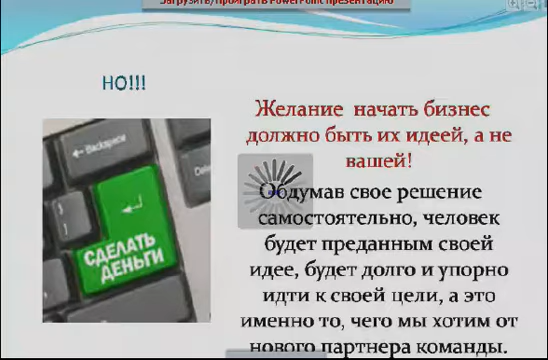 Загрузить/проиграть PowerPoint презентацию
НО!!!
Желание начать бизнес
должно быть их идеей, а не
вашей!
Обдумав свое решение
самостоятельно, человек
будет преданным своей
идее, будет долго и упорно
идти к своей цели, а это
именно то, чего мы хотим от
нового партнера команды.
Backspace
СДЕЛАТЬ
ДЕНЬГИ